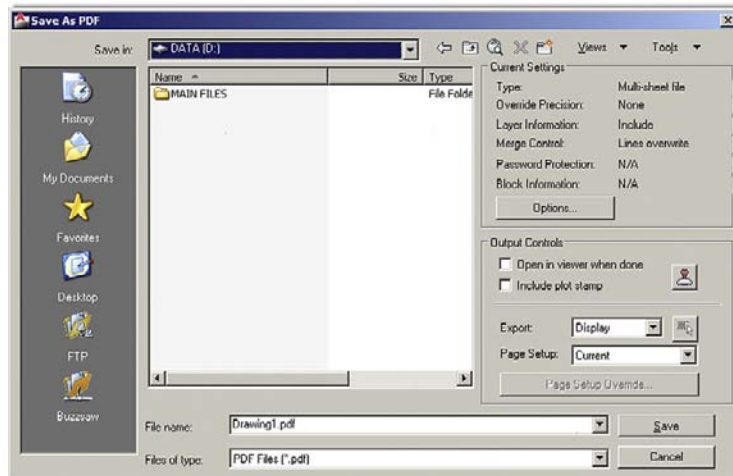 Save As PDF
Save in:
DATA (D:)
Views
Tools
History
My Documents
Favorites
Desktop
FTP
Buzzsaw
Name
Size
Type
MAIN FILES
File Folde
Current Settings
Type: Multi-sheet file
Override Precision: None
Layer Information: Include
Merge Control: Lines overwrite
Password Protection: N/A
Block Information: N/A
Options...
Output Controls
Open in viewer when done
Include plot stamp
Export: Display
Page Setup: Current
Page Setup Override...
File name: Drawing1.pdf
Save
Files of type: PDF Files (*.pdf)
Cancel